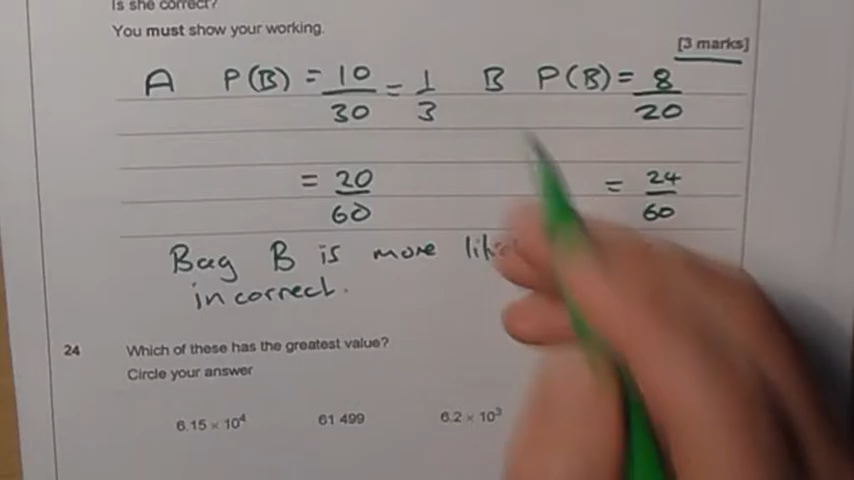 Is she correct?
You must show your working.
[3 marks]
A P(B) = 10/30 = 1/3 B P(B) = 8/20
= 20/60 = 24/60
Bag B is more
incorrect.
24 Which of these has the greatest value?
Circle your answer
6.15 × 10⁴ 61 499 6.2 × 10³